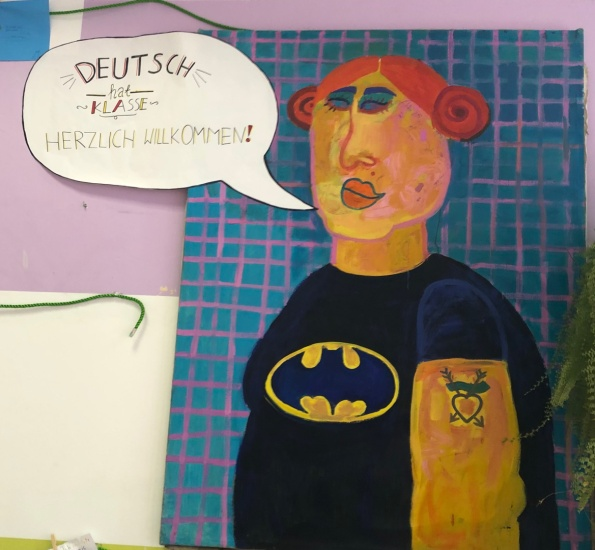 DEUTSCH
hat
KLASSE
HERZLICH WILLKOMMEN!